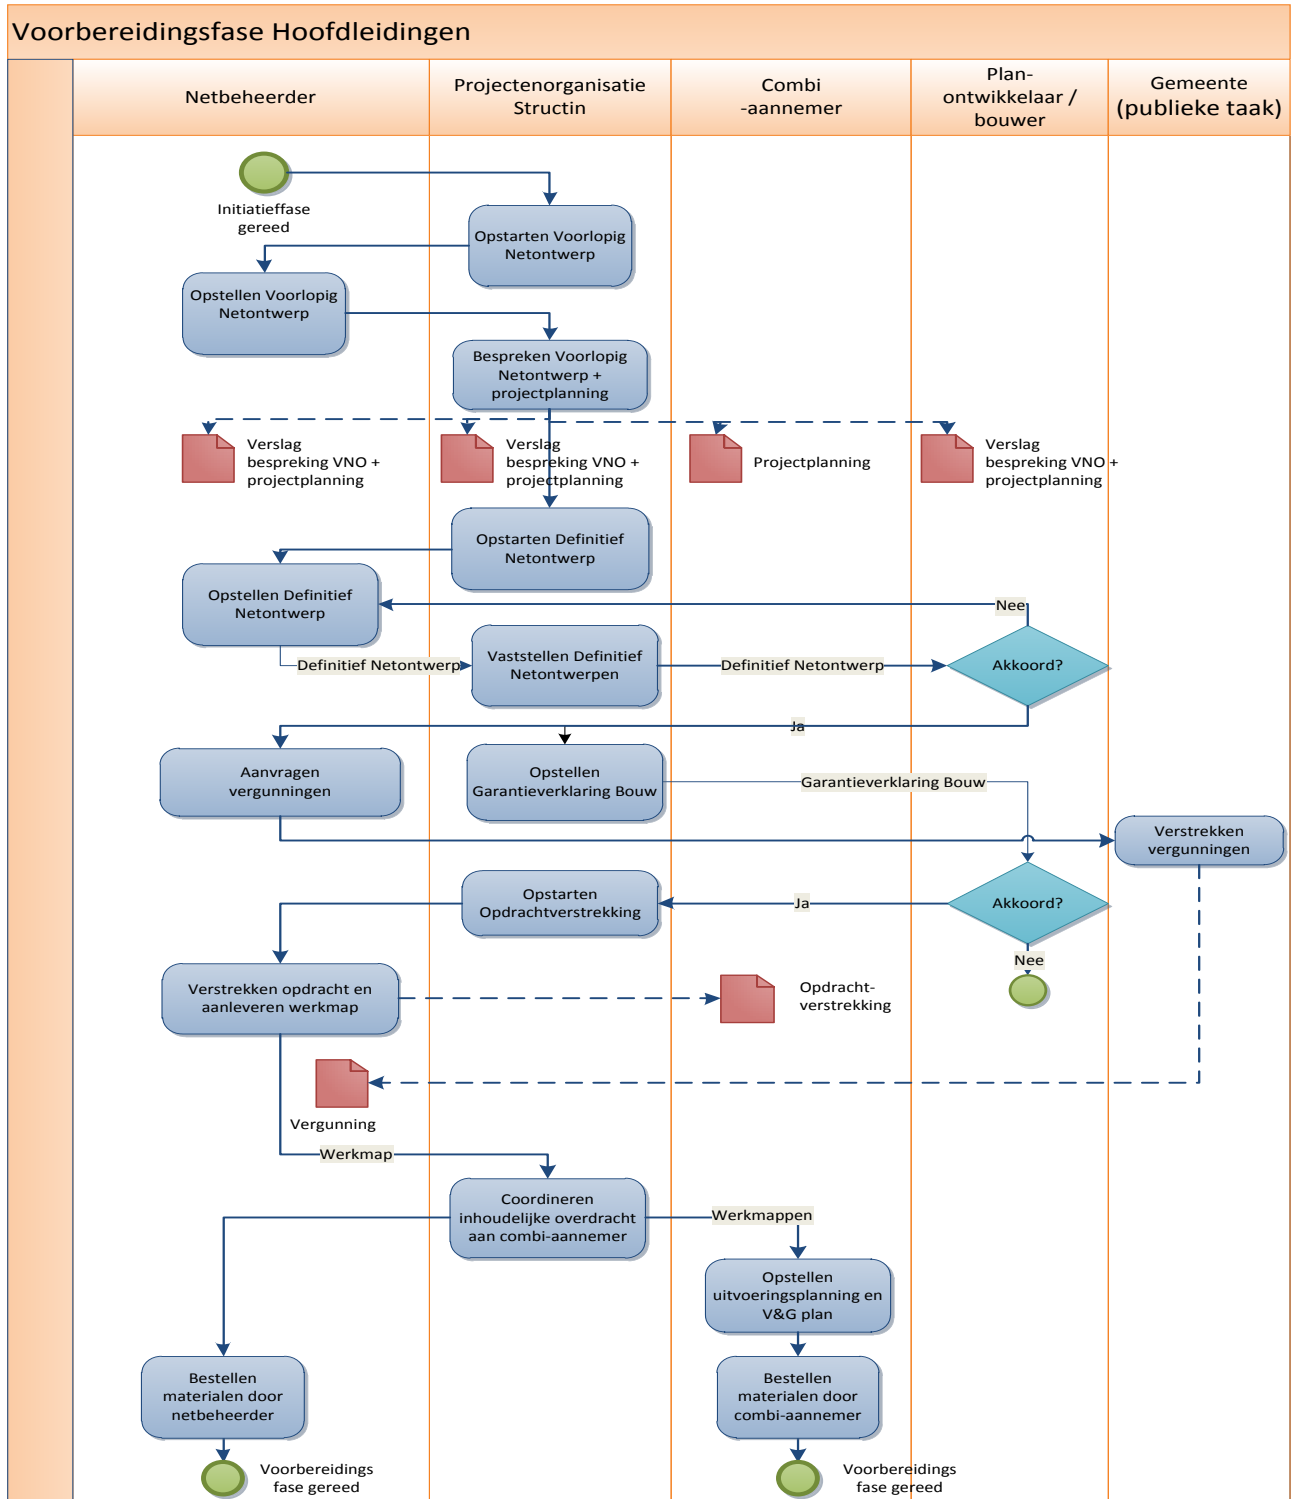 Voorbereidingsfase Hoofdleidingen
Netbeheerder
Projectenorganisatie
Structin
Combi
-aannemer
Plan-
ontwikkelaar /
bouwer
Gemeente
(publieke taak)
Initiatieffase
gereed
Opstarten Voorlopig
Netontwerp
Opstellen Voorlopig
Netontwerp
Bespreken Voorlopig
Netontwerp +
projectplanning
Verslag
bespreking VNO +
projectplanning
Verslag
bespreking VNO +
projectplanning
Projectplanning
Verslag
bespreking VNO +
projectplanning
Opstarten Definitief
Netontwerp
Opstellen Definitief
Netontwerp
Nee
Definitief Netontwerp
Vaststellen Definitief
Netontwerpen
Definitief Netontwerp
Akkoord?
Ja
Aanvragen
vergunningen
Opstellen
Garantieverklaring Bouw
Garantieverklaring Bouw
Verstrekken
vergunningen
Opstarten
Opdrachtverstrekking
Ja
Akkoord?
Nee
Verstrekken opdracht en
aanleveren werkmap
Opdracht-
verstrekking
Vergunning
Werkmap
Coordineren
inhoudelijke overdracht
aan combi-aannemer
Werkmappen
Opstellen
uitvoeringsplanning en
V&G plan
Bestellen
materialen door
netbeheerder
Bestellen
materialen door
combi-aannemer
Voorbereidings
fase gereed
Voorbereidings
fase gereed